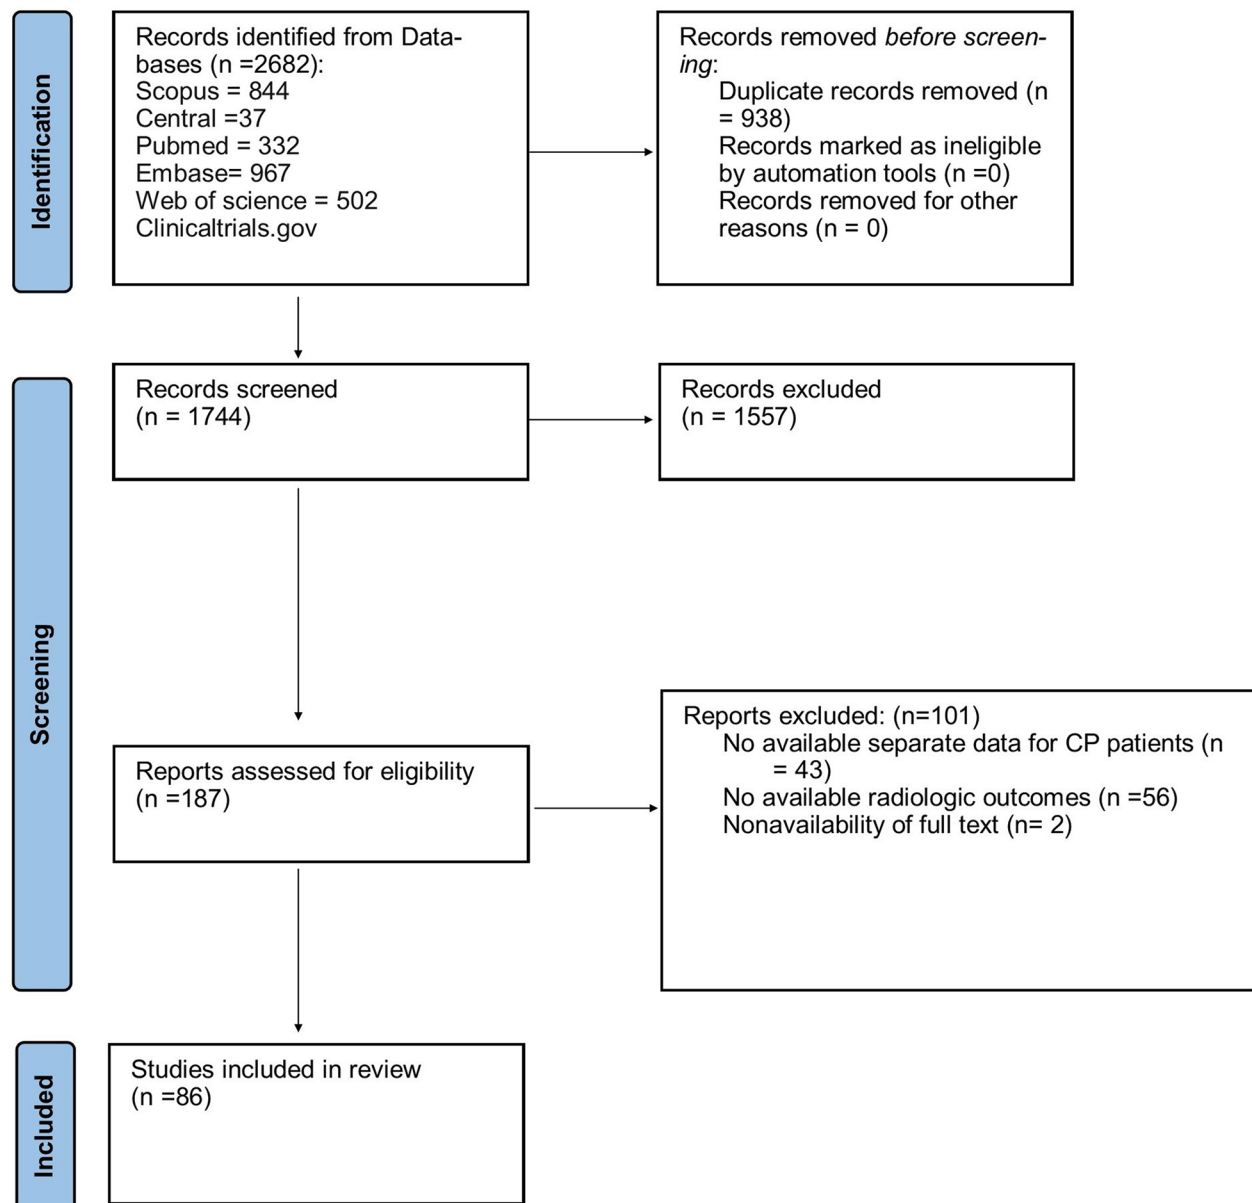 Identification
Records identified from Data-
bases (n =2682):
Scopus = 844
Central =37
Pubmed = 332
Embase= 967
Web of science = 502
Clinicaltrials.gov
Records removed before screen-
ing:
Duplicate records removed (n
= 938)
Records marked as ineligible
by automation tools (n =0)
Records removed for other
reasons (n = 0)
Screening
Records screened
(n = 1744)
Records excluded
(n = 1557)
Reports assessed for eligibility
(n =187)
Reports excluded: (n=101)
No available separate data for CP patients (n
= 43)
No available radiologic outcomes (n =56)
Nonavailability of full text (n= 2)
Included
Studies included in review
(n =86)